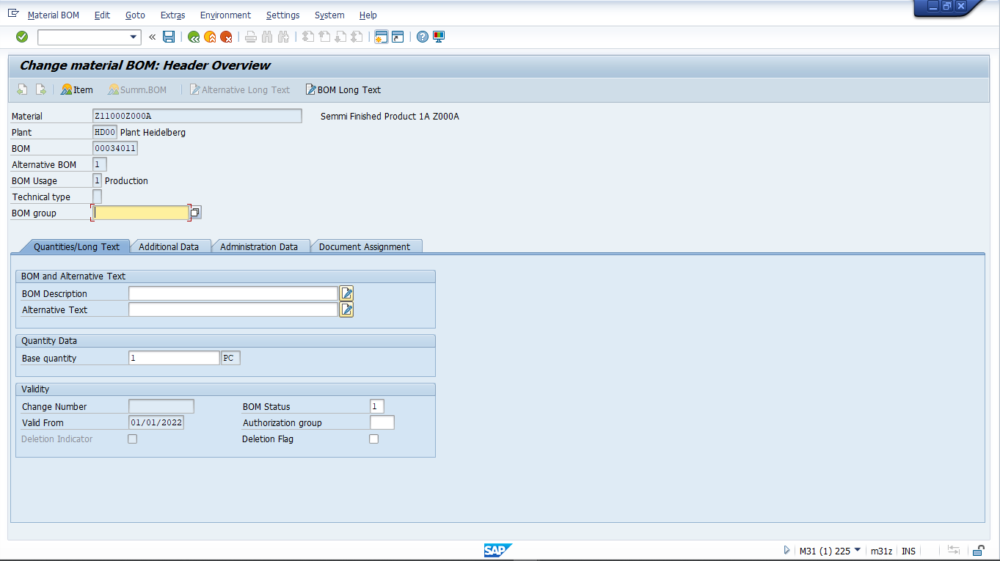 Material BOM Edit Goto Extras Environment Settings System Help
Change material BOM: Header Overview
Item Summ.BOM Alternative Long Text BOM Long Text
Material Z11000Z000A Semmi Finished Product 1A Z000A
Plant HD00 Plant Heidelberg
BOM 00034011
Alternative BOM 1
BOM Usage 1 Production
Technical type
BOM group
Quantities/Long Text Additional Data Administration Data Document Assignment
BOM and Alternative Text
BOM Description
Alternative Text
Quantity Data
Base quantity 1 PC
Validity
Change Number BOM Status 1
Valid From 01/01/2022 Authorization group
Deletion Indicator Deletion Flag
SAP M31 (1) 225 m31z INS